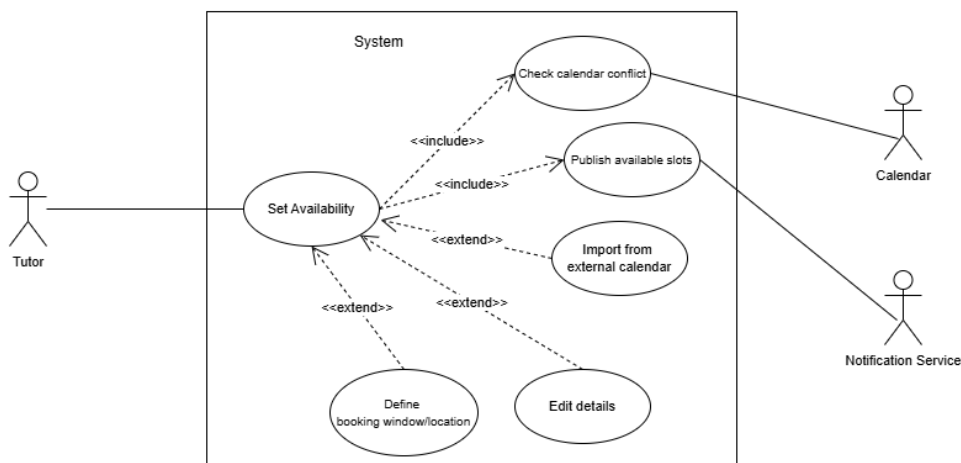 System
Check calendar conflict
<<include>>
Publish available slots
<<include>>
Calendar
Set Availability
Tutor
<<extend>>
Import from
external calendar
<<extend>>
<<extend>>
Notification Service
Define
booking window/location
Edit details